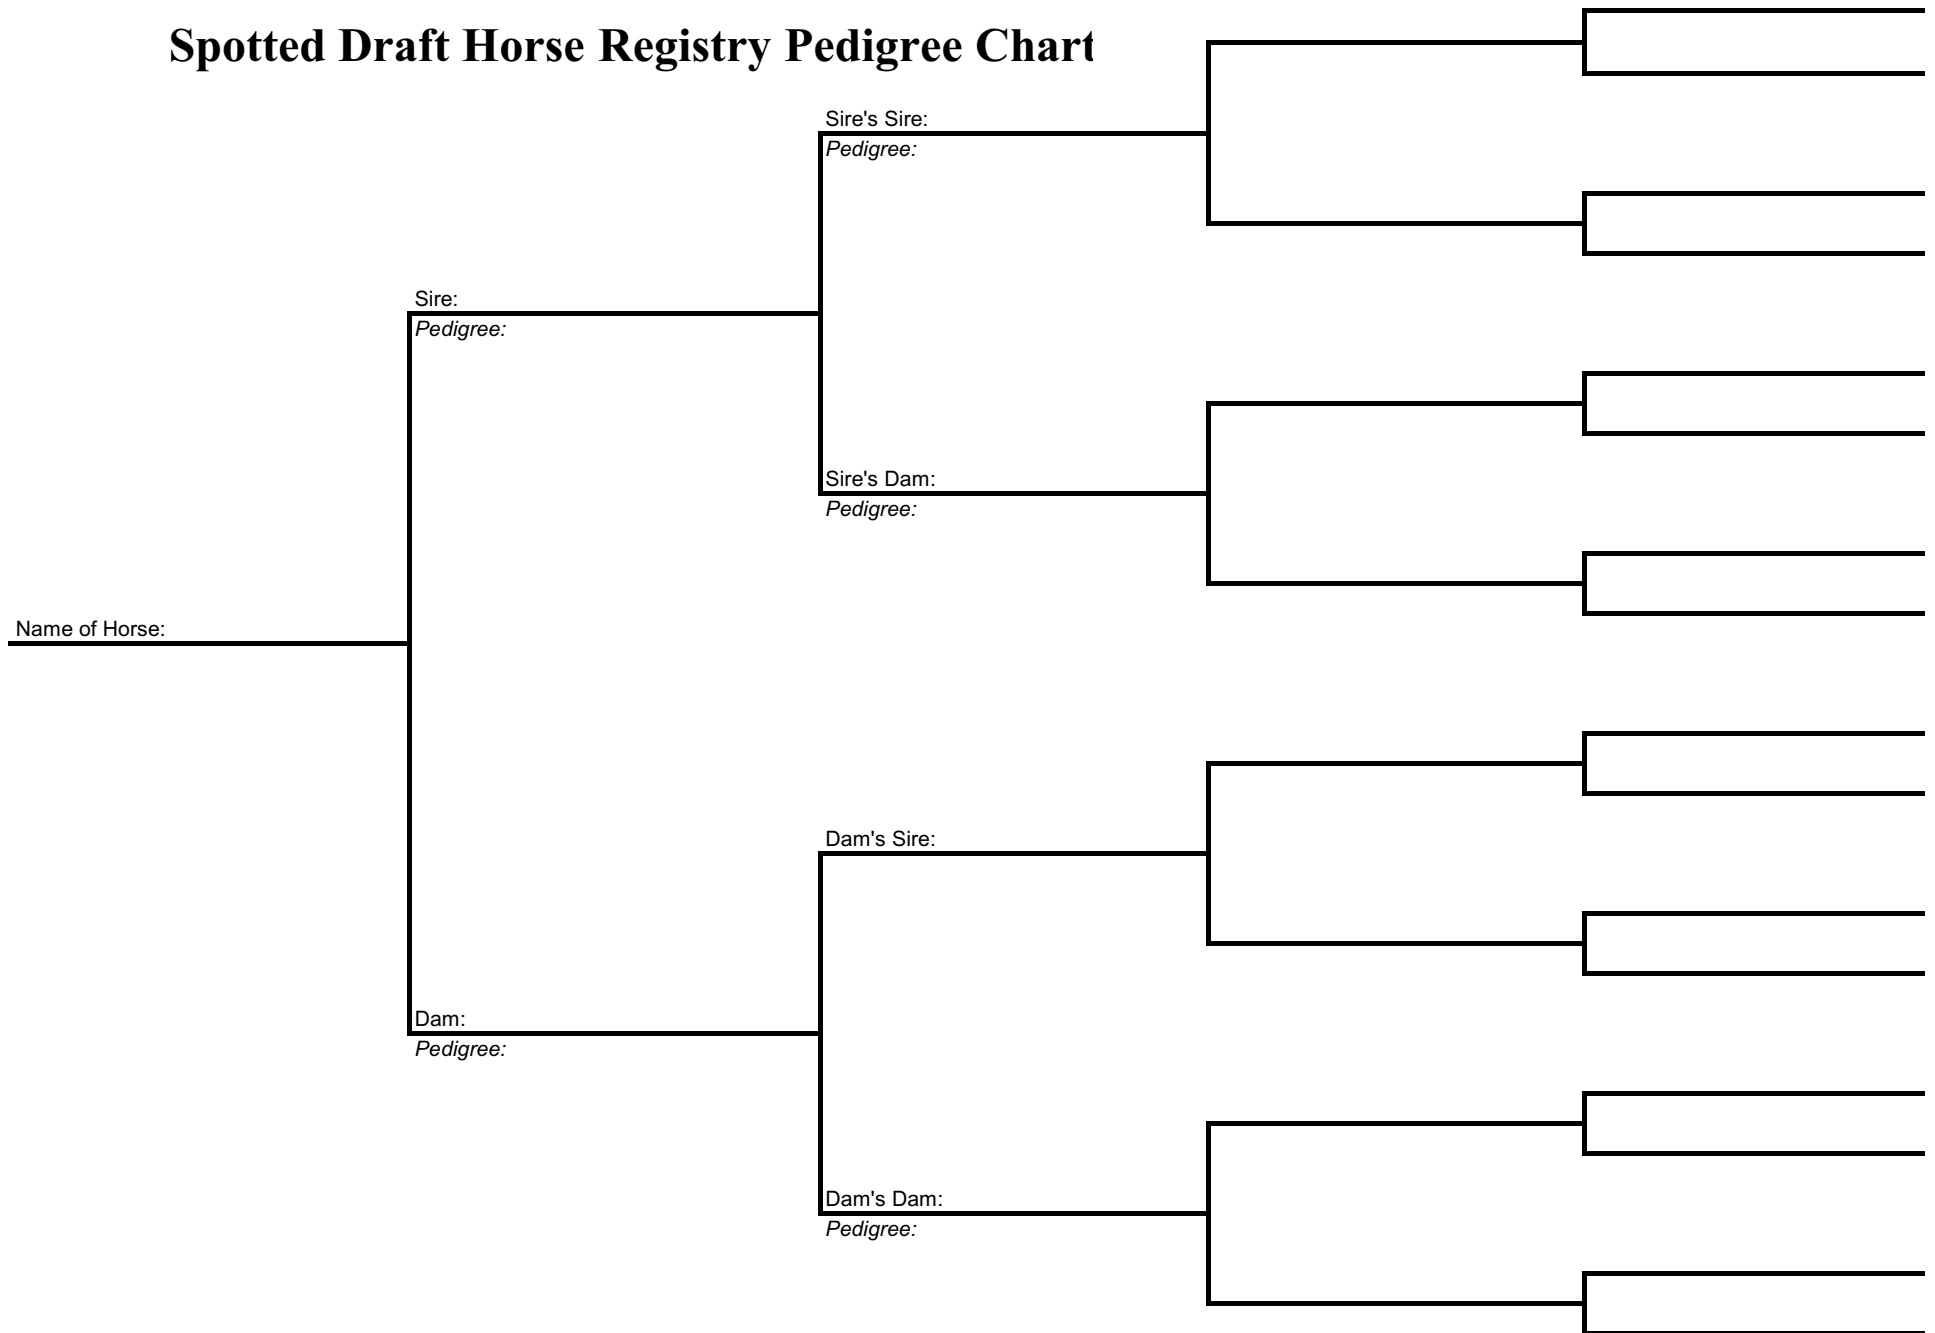 Spotted Draft Horse Registry Pedigree Chart
Sire's Sire:
Pedigree:
Sire:
Pedigree:
Sire's Dam:
Pedigree:
Name of Horse:
Dam's Sire:
Dam:
Pedigree:
Dam's Dam:
Pedigree: